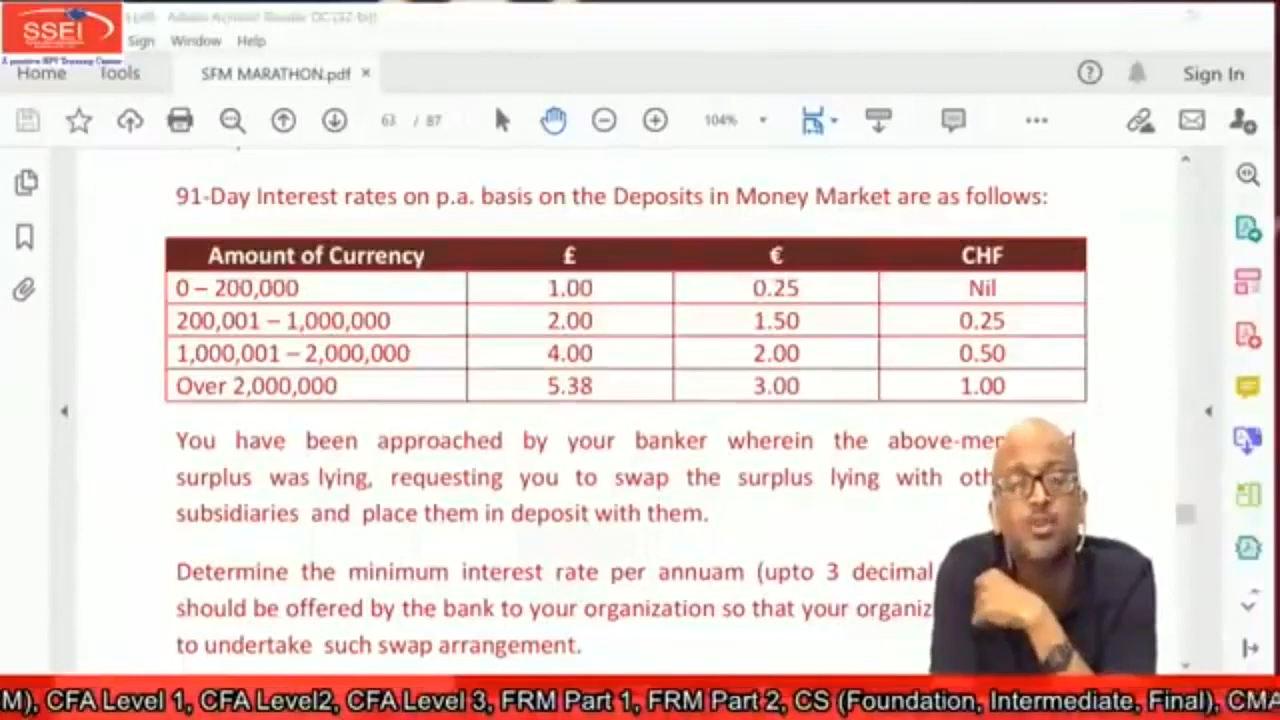 SSEI
Sign Window Help
Home Tools SFM MARATHON.pdf × Sign In
63 / 87 104%
91-Day Interest rates on p.a. basis on the Deposits in Money Market are as follows:
Amount of Currency £ € CHF
0 – 200,000 1.00 0.25 Nil
200,001 – 1,000,000 2.00 1.50 0.25
1,000,001 – 2,000,000 4.00 2.00 0.50
Over 2,000,000 5.38 3.00 1.00
You have been approached by your banker wherein the above-men
surplus was lying, requesting you to swap the surplus lying with oth
subsidiaries and place them in deposit with them.
Determine the minimum interest rate per annuam (upto 3 decimal
should be offered by the bank to your organization so that your organiz
to undertake such swap arrangement.
M), CFA Level 1, CFA Level2, CFA Level 3, FRM Part 1, FRM Part 2, CS (Foundation, Intermediate, Final), CMA